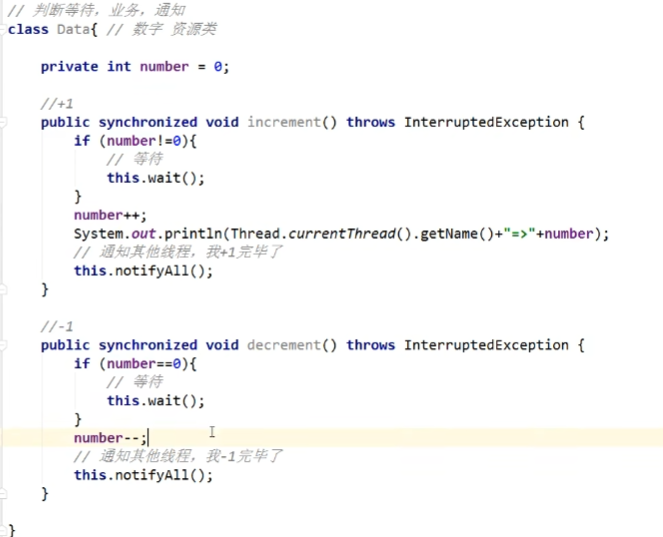 // 判断等待，业务，通知
class Data{ // 数字 资源类
private int number = 0;
//+1
public synchronized void increment() throws InterruptedException {
if (number!=0){
// 等待
this.wait();
}
number++;
System.out.println(Thread.currentThread().getName()+"=>"+number);
// 通知其他线程，我+1完毕了
this.notifyAll();
}
//-1
public synchronized void decrement() throws InterruptedException {
if (number==0){
// 等待
this.wait();
}
number--;
// 通知其他线程，我-1完毕了
this.notifyAll();
}
}